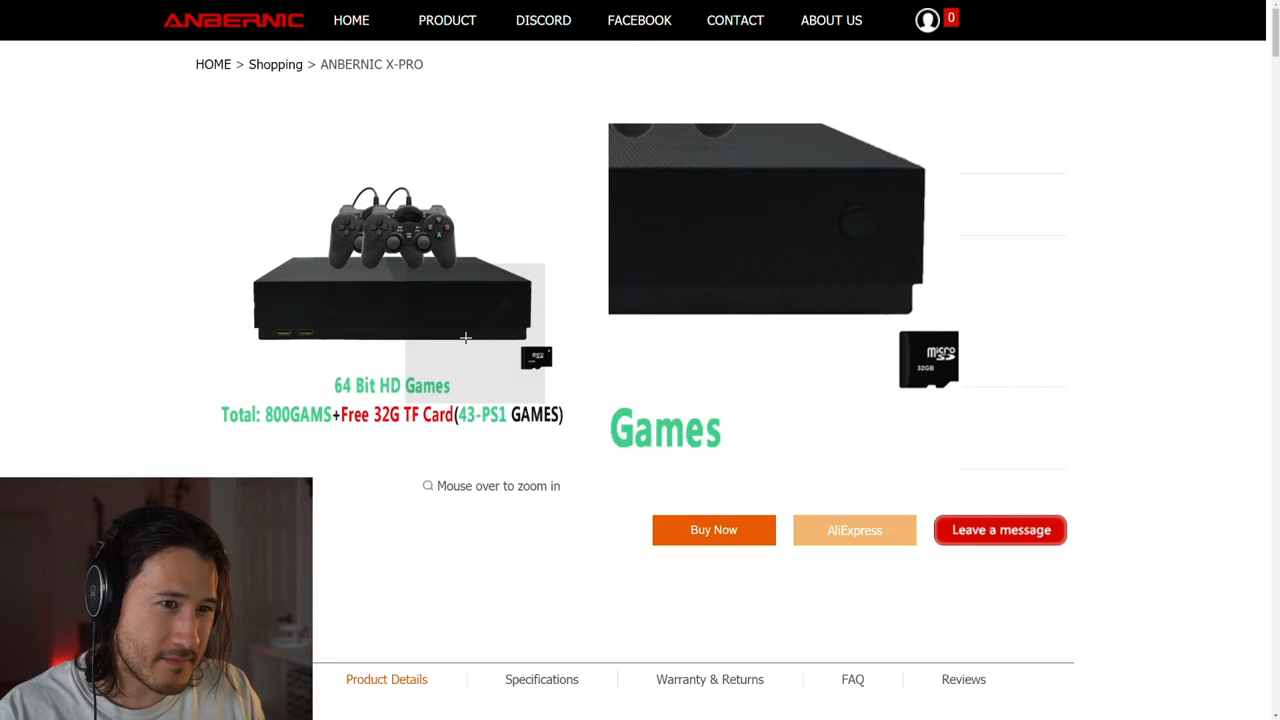 ANBERNIC
HOME
PRODUCT
DISCORD
FACEBOOK
CONTACT
ABOUT US
0
HOME > Shopping > ANBERNIC X-PRO
64 Bit HD Games
Total: 800GAMS+Free 32G TF Card(43-PS1 GAMES)
Mouse over to zoom in
micro
SD
32GB
Games
Buy Now
AliExpress
Leave a message
Product Details
Specifications
Warranty & Returns
FAQ
Reviews